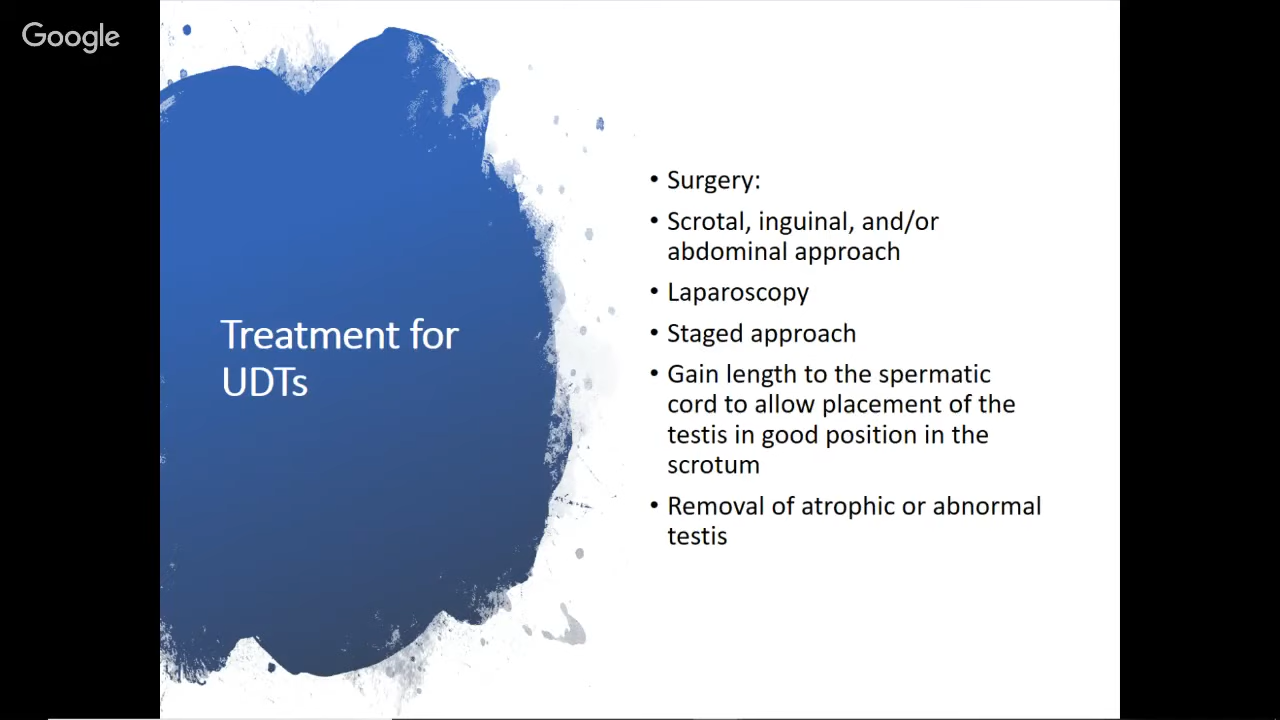 Google
Treatment for
UDTs
• Surgery:
• Scrotal, inguinal, and/or
abdominal approach
• Laparoscopy
• Staged approach
• Gain length to the spermatic
cord to allow placement of the
testis in good position in the
scrotum
• Removal of atrophic or abnormal
testis